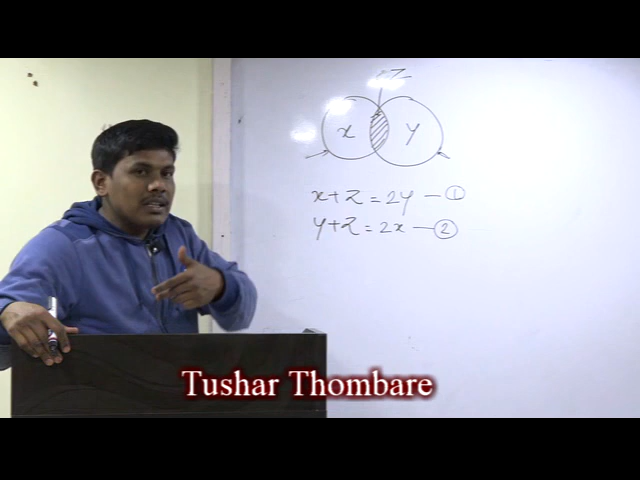 Z
x y
x + z = 2y — ①
y + z = 2x — ②
Tushar Thombare